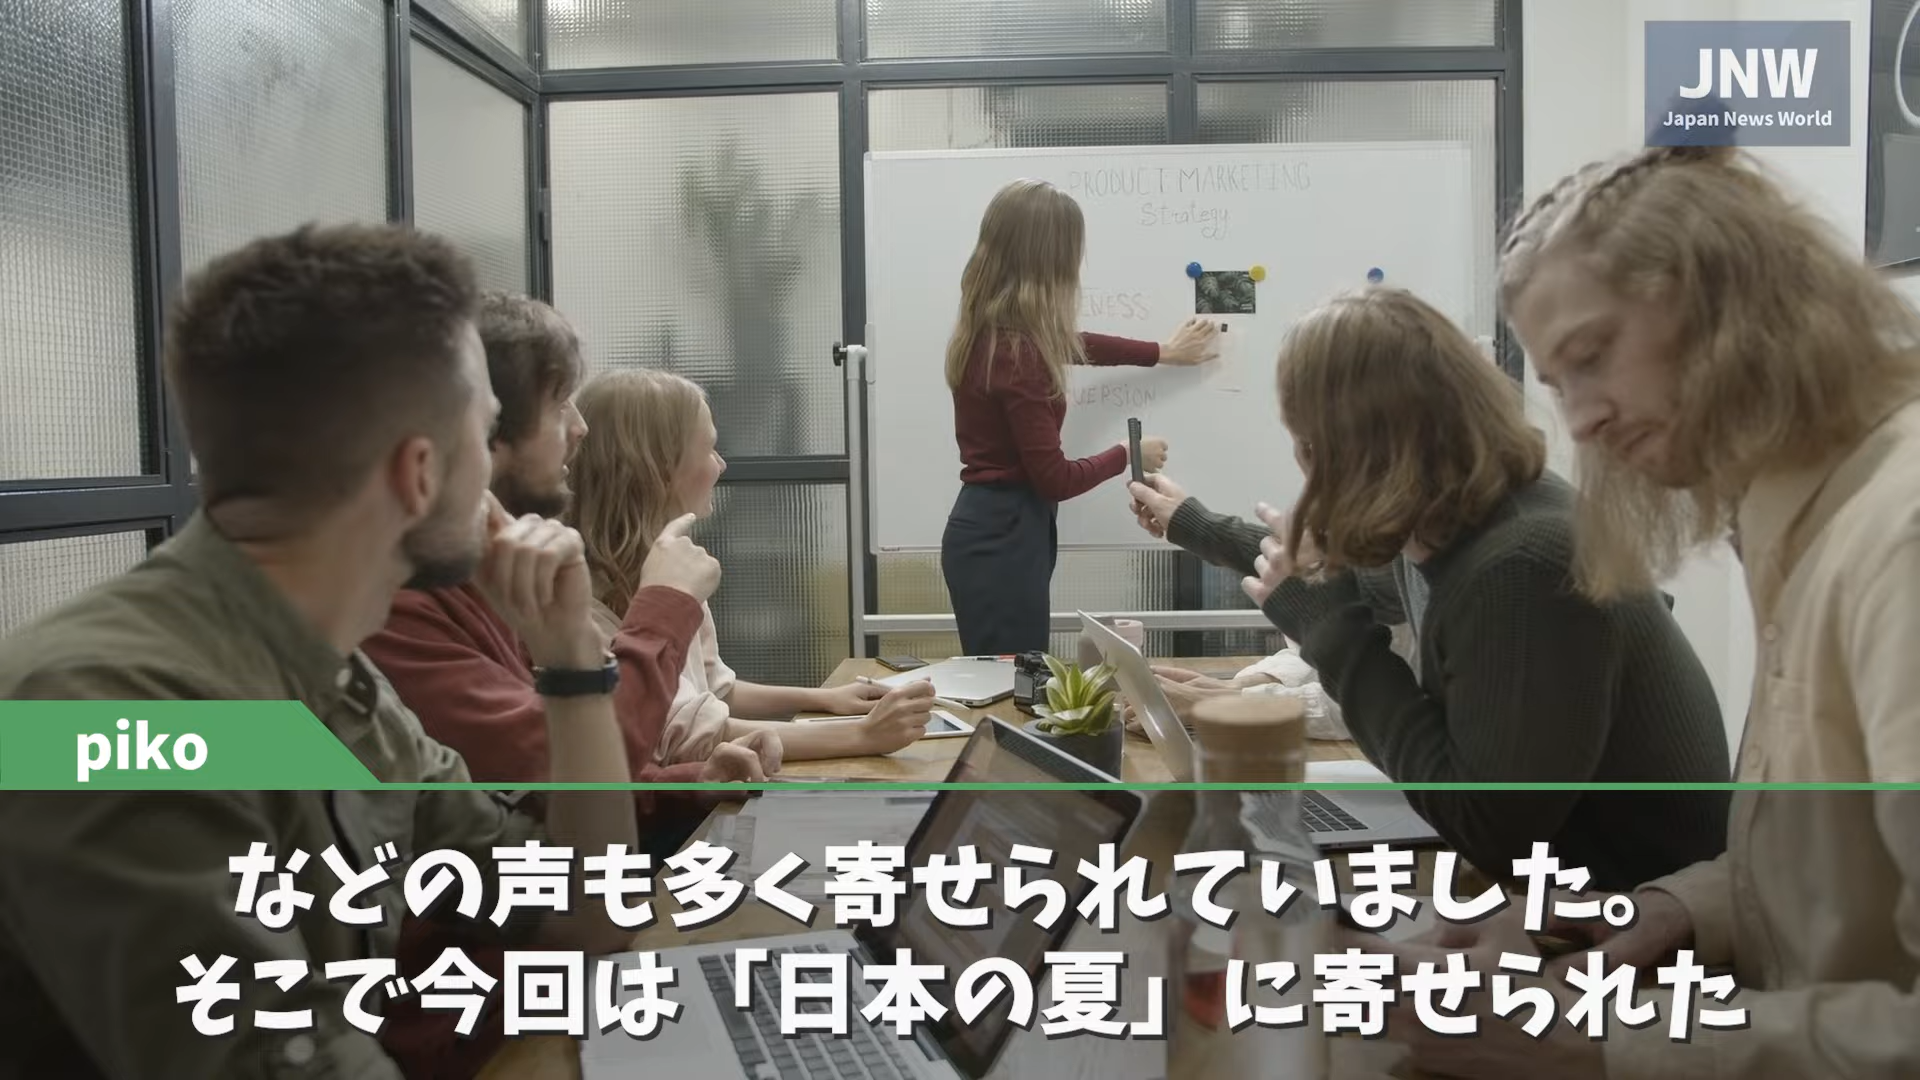 JNW
Japan News World
PRODUCT MARKETING
Strategy
piko
などの声も多く寄せられていました。
そこで今回は「日本の夏」に寄せられた